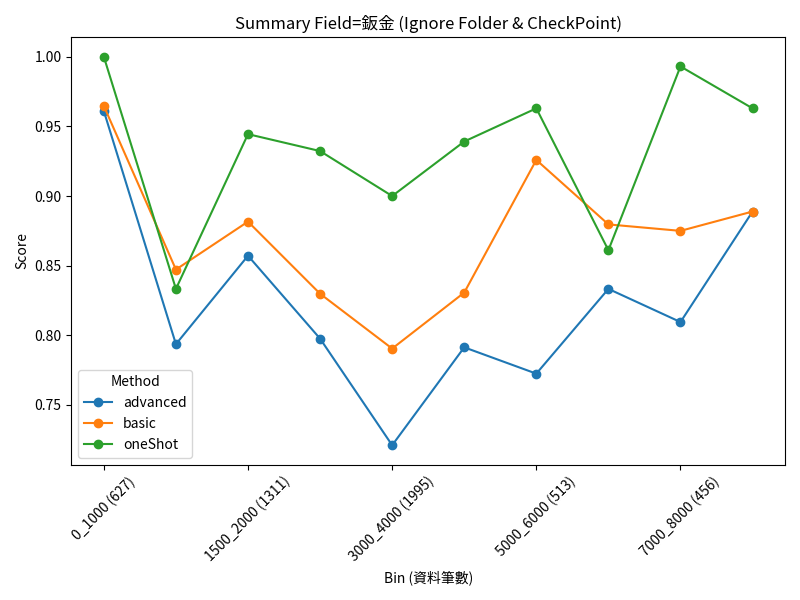 Summary Field=鈑金 (Ignore Folder & CheckPoint)
1.00
0.95
0.90
0.85
0.80
0.75
Score
Method
advanced
basic
oneShot
0_1000 (627)
1500_2000 (1311)
3000_4000 (1995)
5000_6000 (513)
7000_8000 (456)
Bin (資料筆數)